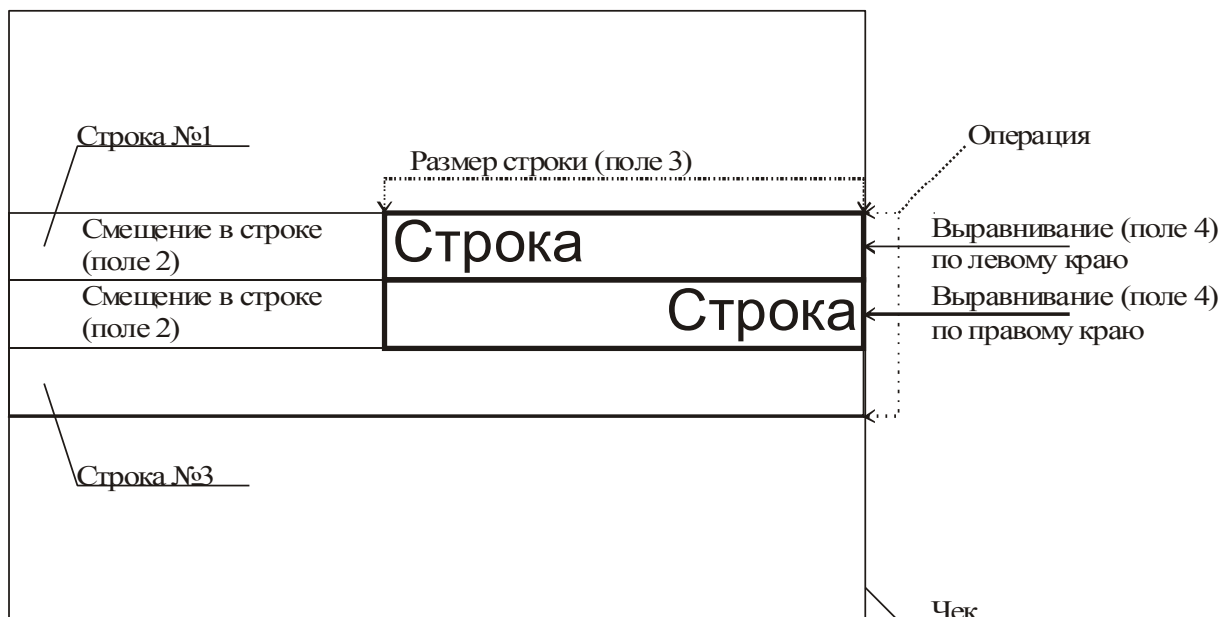 Строка №1
Операция
Размер строки (поле 3)
Смещение в строке
(поле 2)
Строка
Выравнивание (поле 4)
по левому краю
Смещение в строке
(поле 2)
Строка
Выравнивание (поле 4)
по правому краю
Строка №3
Чек